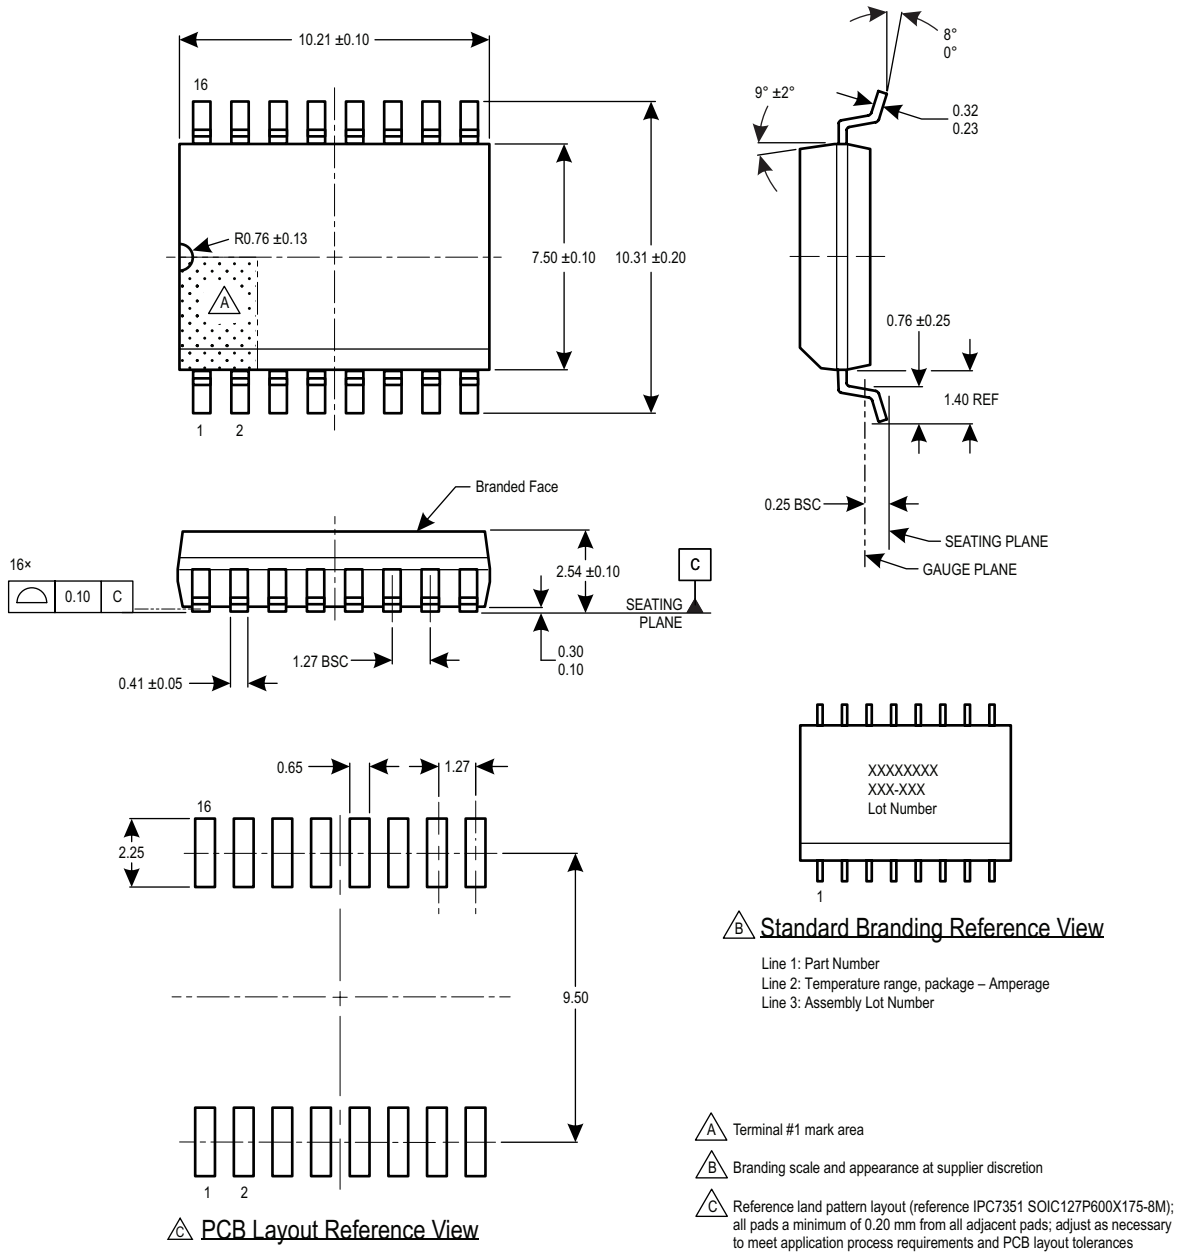 10.21 ±0.10
16
R0.76 ±0.13
A
7.50 ±0.10
10.31 ±0.20
1 2
8°
0°
9° ±2°
0.32
0.23
0.76 ±0.25
1.40 REF
0.25 BSC
SEATING PLANE
GAUGE PLANE
Branded Face
16×
0.10 C
2.54 ±0.10
C
SEATING
PLANE
0.30
0.10
1.27 BSC
0.41 ±0.05
XXXXXXXX
XXX-XXX
Lot Number
1
B Standard Branding Reference View
Line 1: Part Number
Line 2: Temperature range, package – Amperage
Line 3: Assembly Lot Number
0.65
1.27
16
2.25
9.50
1 2
C PCB Layout Reference View
A Terminal #1 mark area
B Branding scale and appearance at supplier discretion
C Reference land pattern layout (reference IPC7351 SOIC127P600X175-8M);
all pads a minimum of 0.20 mm from all adjacent pads; adjust as necessary
to meet application process requirements and PCB layout tolerances